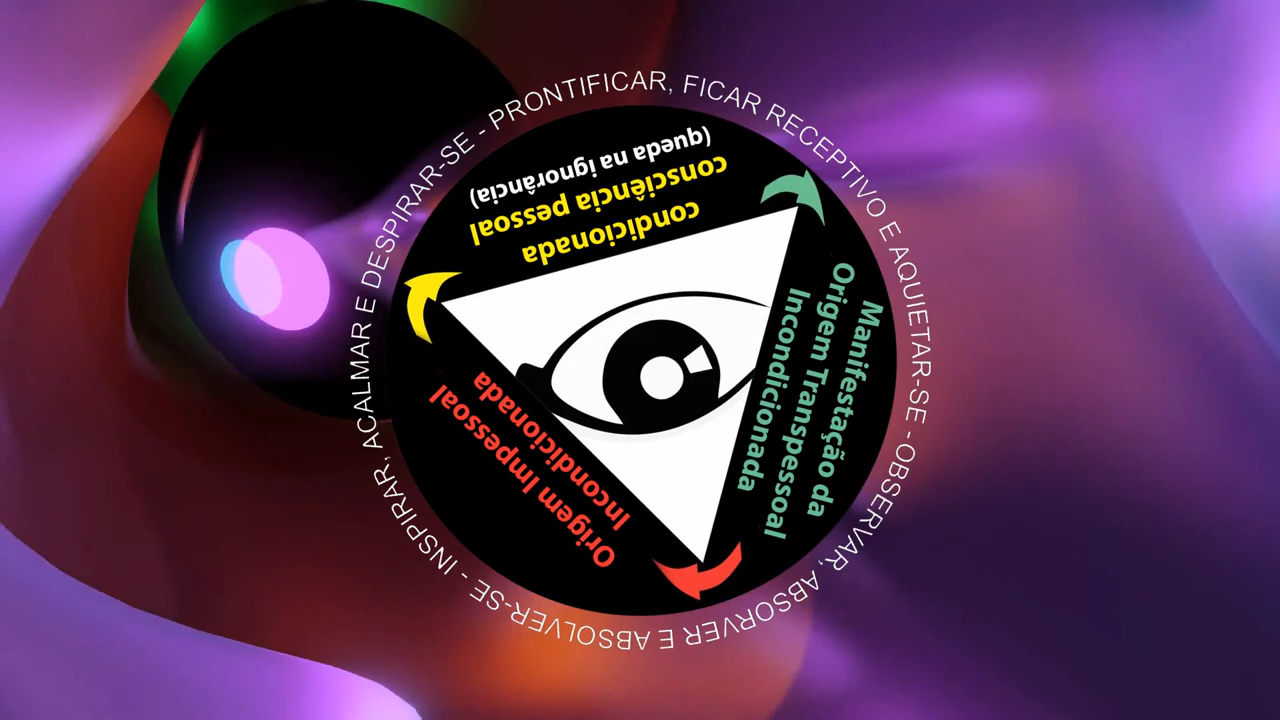 INSPIRAR, ACALMAR E DESPIRAR-SE - PRONTIFICAR, FICAR RECEPTIVO E AQUIETAR-SE - OBSERVAR, ABSORVER E ABSOLVER-SE -
condicionada
consciência pessoal
(queda na ignorância)
Manifestação da
Origem Transpessoal
Incondicionada
Origem Impessoal
Incondicionada